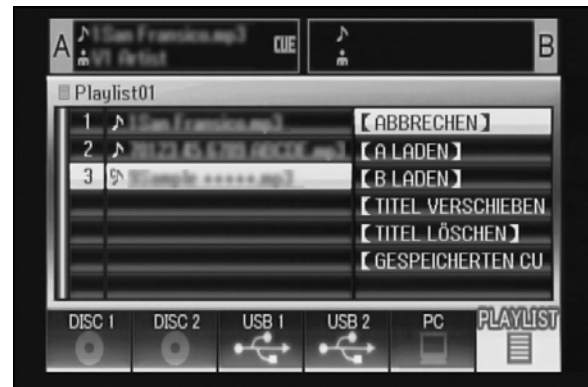 A
CUE
B
Playlist01
1
【ABBRECHEN】
2
【A LADEN】
3
【B LADEN】
【TITEL VERSCHIEBEN
【TITEL LÖSCHEN】
【GESPEICHERTEN CU
DISC 1 DISC 2 USB 1 USB 2 PC PLAYLIST